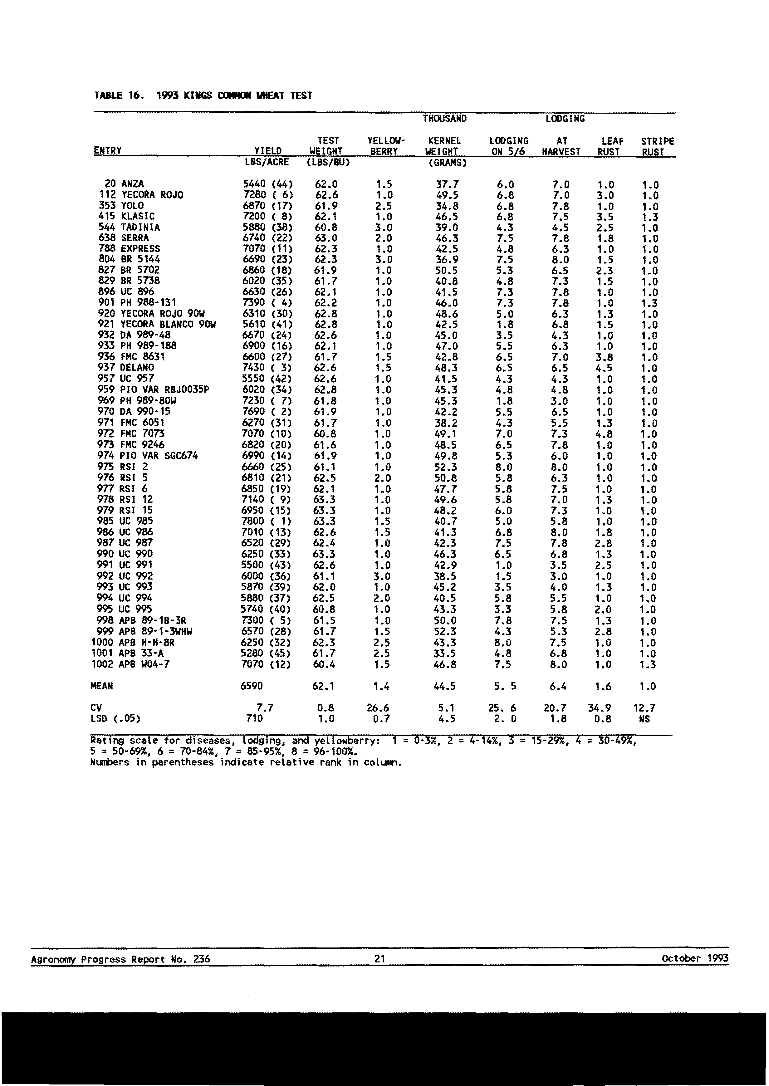 TABLE 16. 1993 KINGS COMMON WHEAT TEST
THOUSAND LODGING
TEST YELLOW- KERNEL LODGING AT LEAF STRIPE
ENTRY YIELD WEIGHT BERRY WEIGHT ON 5/6 HARVEST RUST RUST
LBS/ACRE (LBS/BU) (GRAMS)
20 ANZA 5440 (44) 62.0 1.5 37.7 6.0 7.0 1.0 1.0
112 YECORA ROJO 7280 ( 6) 62.6 1.0 49.5 6.8 7.0 3.0 1.0
353 YOLO 6870 (17) 61.9 2.5 34.8 6.8 7.8 1.0 1.0
415 KLASIC 7200 ( 8) 62.1 1.0 46.5 6.8 7.5 3.5 1.3
544 TADINIA 5880 (38) 60.8 3.0 39.0 4.3 4.5 2.5 1.0
638 SERRA 6740 (22) 63.0 2.0 46.3 7.5 7.8 1.8 1.0
788 EXPRESS 7070 (11) 62.3 1.0 42.5 4.8 6.3 1.0 1.0
804 BR 5144 6690 (23) 62.3 3.0 36.9 7.5 8.0 1.5 1.0
827 BR 5702 6860 (18) 61.9 1.0 50.5 5.3 6.5 2.3 1.0
829 BR 5738 6020 (35) 61.7 1.0 40.8 4.8 7.3 1.5 1.0
896 UC 896 6630 (26) 62.1 1.0 41.5 7.3 7.8 1.0 1.0
901 PH 988-131 7390 ( 4) 62.2 1.0 46.0 7.3 7.8 1.0 1.3
920 YECORA ROJO 90W 6310 (30) 62.8 1.0 48.6 5.0 6.3 1.3 1.0
921 YECORA BLANCO 90W 5610 (41) 62.8 1.0 42.5 1.8 6.8 1.5 1.0
932 DA 989-48 6670 (24) 62.6 1.0 45.0 3.5 4.3 1.0 1.0
933 PH 989-188 6900 (16) 62.1 1.0 47.0 5.5 6.3 1.0 1.0
936 FMC 8631 6600 (27) 61.7 1.5 42.8 6.5 7.0 3.8 1.0
937 DELANO 7430 ( 3) 62.6 1.5 48.3 6.5 6.5 4.5 1.0
957 UC 957 5550 (42) 62.6 1.0 41.5 4.3 4.3 1.0 1.0
959 PIO VAR RBJ0035P 6020 (34) 62.8 1.0 45.3 4.8 4.8 1.0 1.0
969 PH 989-80W 7230 ( 7) 61.8 1.0 45.3 1.8 3.0 1.0 1.0
970 DA 990-15 7690 ( 2) 61.9 1.0 42.2 5.5 6.5 1.0 1.0
971 FMC 6051 6270 (31) 61.7 1.0 38.2 4.3 5.5 1.3 1.0
972 FMC 7073 7070 (10) 60.8 1.0 49.1 7.0 7.3 4.8 1.0
973 FMC 9246 6820 (20) 61.6 1.0 48.5 6.5 7.5 1.0 1.0
974 PIO VAR SGC674 6990 (14) 61.9 1.0 49.8 5.3 6.0 1.0 1.0
975 RSI 2 6660 (25) 61.1 1.0 52.3 8.0 8.0 1.0 1.0
976 RSI 5 6810 (21) 62.5 2.0 50.8 5.8 6.3 1.0 1.0
977 RSI 6 6850 (19) 62.1 1.0 47.7 5.8 7.5 1.0 1.0
978 RSI 12 7140 ( 9) 63.3 1.0 49.6 5.8 7.0 1.3 1.0
979 RSI 15 6950 (15) 63.3 1.0 48.2 6.0 7.3 1.0 1.0
985 UC 985 7800 ( 1) 63.3 1.5 40.7 5.0 5.8 1.0 1.0
986 UC 986 7010 (13) 62.6 1.5 41.3 6.8 8.0 1.8 1.0
987 UC 987 6520 (29) 62.4 1.0 42.3 7.5 7.8 2.8 1.0
990 UC 990 6250 (33) 63.3 1.0 46.3 6.5 6.8 1.3 1.0
991 UC 991 5500 (43) 62.6 1.0 42.9 1.0 3.5 2.5 1.0
992 UC 992 6000 (36) 61.1 3.0 38.5 1.5 3.0 1.0 1.0
993 UC 993 5870 (39) 62.0 1.0 45.2 3.5 4.0 1.3 1.0
994 UC 994 5880 (37) 62.5 2.0 40.5 5.8 5.5 1.0 1.0
995 UC 995 5740 (40) 60.8 1.0 43.3 3.3 5.8 2.0 1.0
998 APB 89-1B-3R 7300 ( 5) 61.5 1.0 50.0 7.8 7.5 1.3 1.0
999 APB 89-1-3WHW 6570 (28) 61.7 1.5 52.3 4.3 5.3 2.8 1.0
1000 APB H-H-8R 6250 (32) 62.3 2.5 43.3 8.0 7.5 1.0 1.0
1001 APB 33-A 5280 (45) 61.7 2.5 33.5 4.8 6.8 1.0 1.0
1002 APB W04-7 7070 (12) 60.4 1.5 46.8 7.5 8.0 1.0 1.3
MEAN 6590 62.1 1.4 44.5 5. 5 6.4 1.6 1.0
CV 7.7 0.8 26.6 5.1 25. 6 20.7 34.9 12.7
LSD (.05) 710 1.0 0.7 4.5 2. 0 1.8 0.8 NS
Rating scale for diseases, lodging, and yellowberry: 1 = 0-3%, 2 = 4-14%, 3 = 15-29%, 4 = 30-49%,
5 = 50-69%, 6 = 70-84%, 7 = 85-95%, 8 = 96-100%.
Numbers in parentheses indicate relative rank in column.
Agronomy Progress Report No. 236 21 October 1993